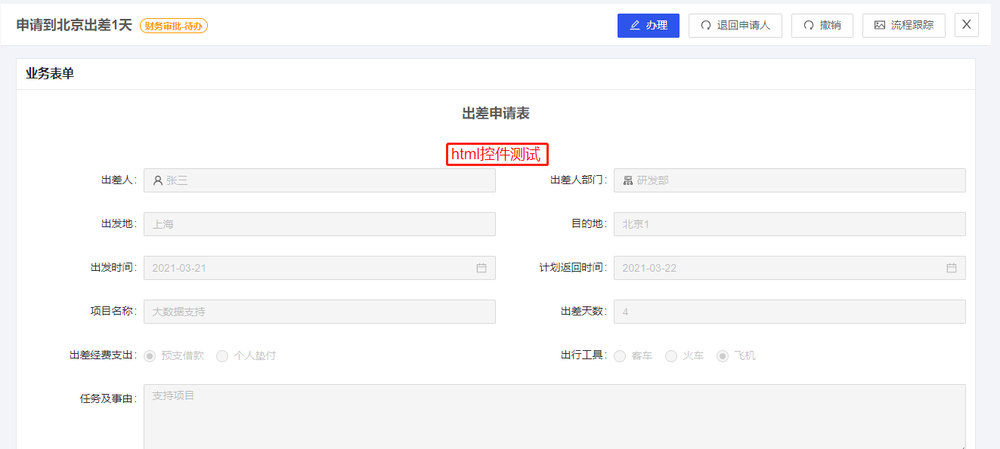 申请到北京出差1天 财务审批-待办 办理 退回申请人 撤销 流程跟踪 X
业务表单
出差申请表
html控件测试
出差人: 张三 出差人部门: 研发部
出发地: 上海 目的地: 北京1
出发时间: 2021-03-21 计划返回时间: 2021-03-22
项目名称: 大数据支持 出差天数: 4
出差经费支出: 预支借款 个人垫付 出行工具: 客车 火车 飞机
任务及事由: 支持项目